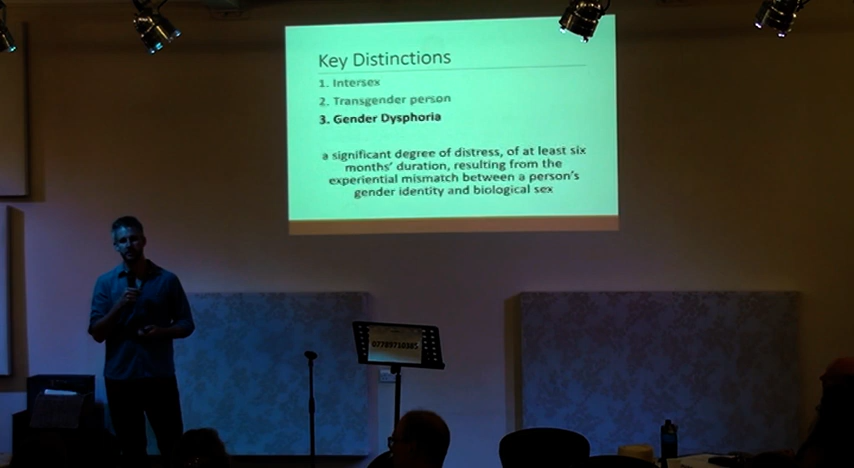 Key Distinctions
1. Intersex
2. Transgender person
3. Gender Dysphoria
a significant degree of distress, of at least six
months' duration, resulting from the
experiential mismatch between a person's
gender identity and biological sex
07789710385